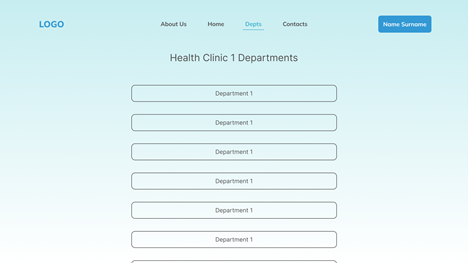 LOGO
About Us
Home
Depts
Contacts
Name Surname
Health Clinic 1 Departments
Department 1
Department 1
Department 1
Department 1
Department 1
Department 1